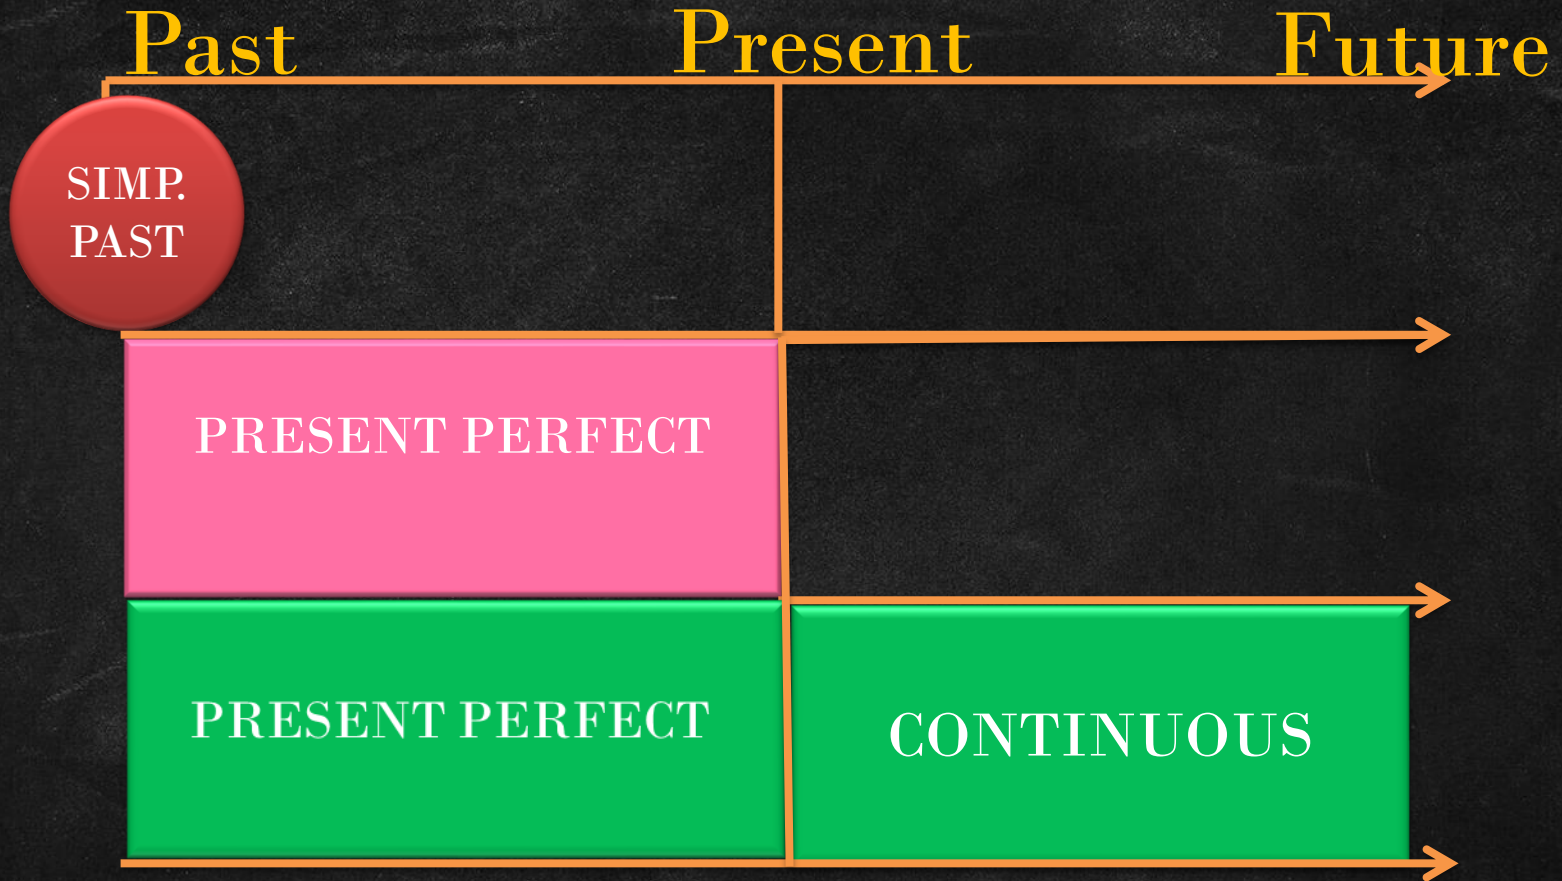 Past
Present
Future
SIMP.
PAST
PRESENT PERFECT
PRESENT PERFECT
CONTINUOUS